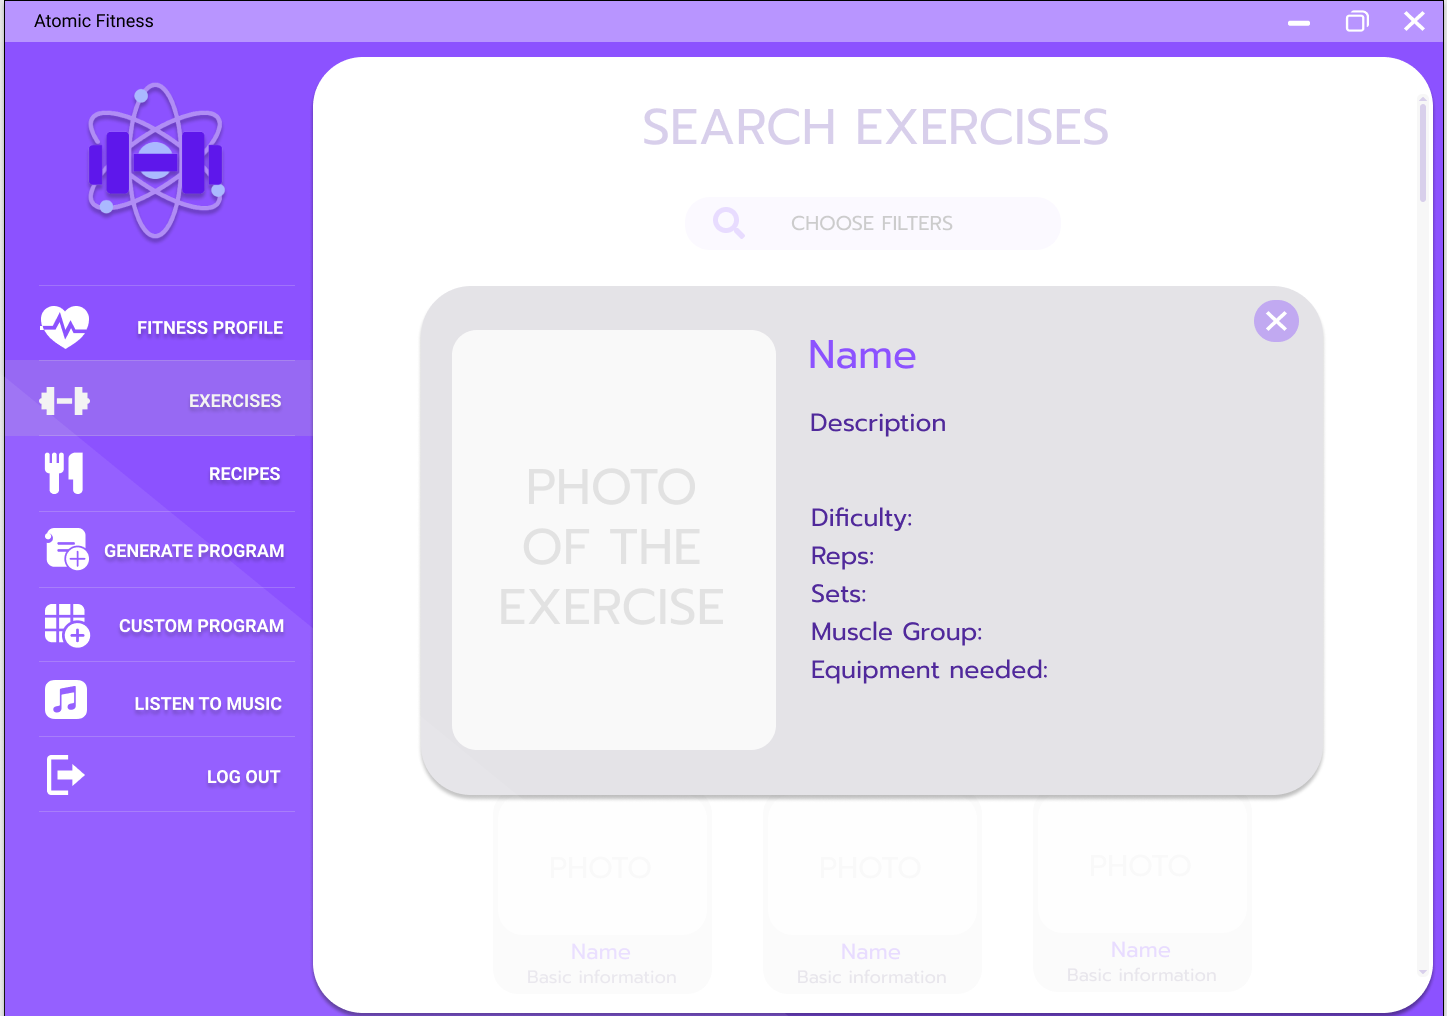 Atomic Fitness
FITNESS PROFILE
EXERCISES
RECIPES
GENERATE PROGRAM
CUSTOM PROGRAM
LISTEN TO MUSIC
LOG OUT
SEARCH EXERCISES
CHOOSE FILTERS
PHOTO
OF THE
EXERCISE
Name
Description
Dificulty:
Reps:
Sets:
Muscle Group:
Equipment needed:
PHOTO
Name
Basic information
PHOTO
Name
Basic information
PHOTO
Name
Basic information